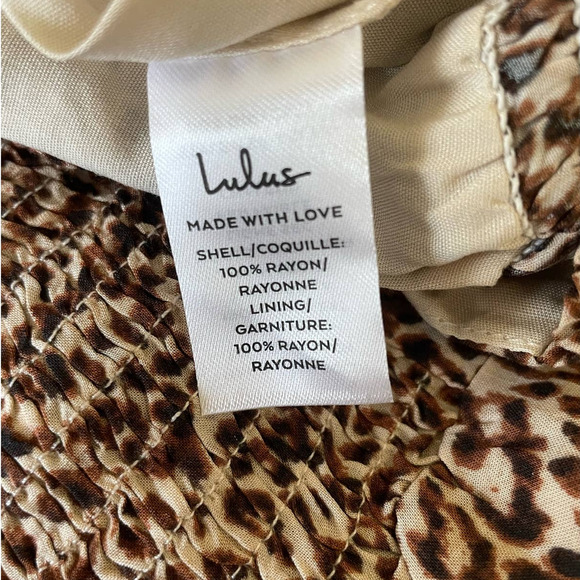 Lulus
MADE WITH LOVE
SHELL/COQUILLE:
100% RAYON/
RAYONNE
LINING/
GARNITURE:
100% RAYON/
RAYONNE